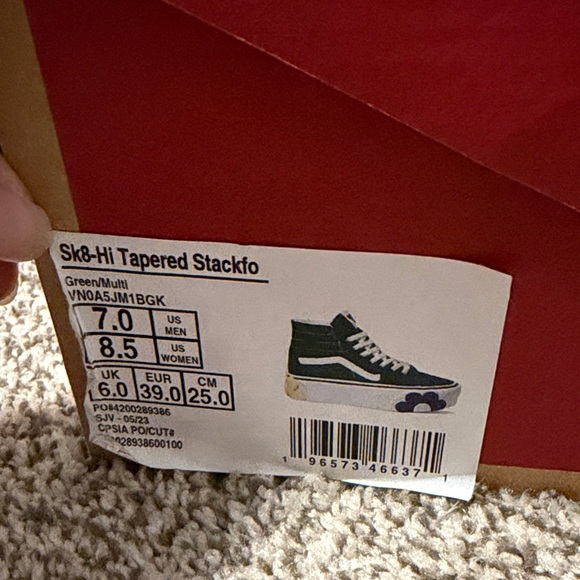 Sk8-Hi Tapered Stackfo
Green/Multi
VN0A5JM1BGK
7.0 US MEN
8.5 US WOMEN
UK EUR CM
6.0 39.0 25.0
PO#4200289386
SJV - 05/23
CPSIA PO/CUT#
028938600100
1 96573 46637 1